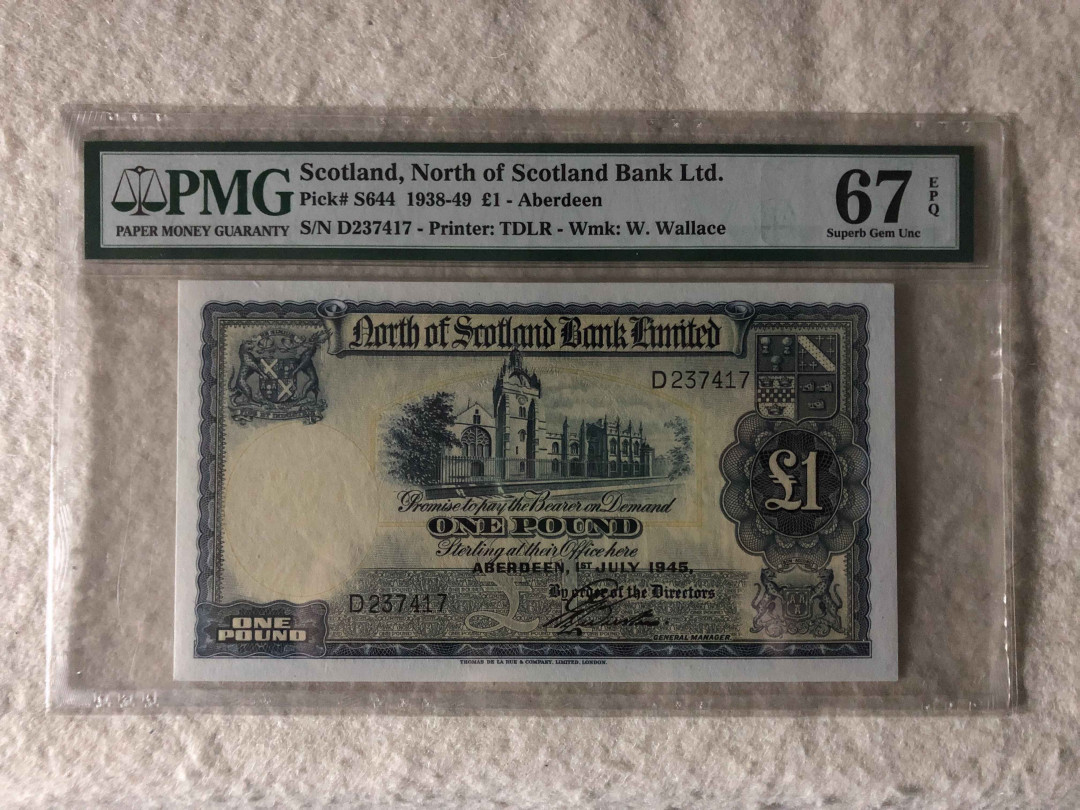 PMG
PAPER MONEY GUARANTY
Scotland, North of Scotland Bank Ltd.
Pick# S644 1938-49 £1 - Aberdeen
S/N D237417 - Printer: TDLR - Wmk: W. Wallace
67
EPQ
Superb Gem Unc
North of Scotland Bank Limited
D237417
£1
Promise to pay the Bearer on Demand
ONE POUND
Sterling at their Office here
ABERDEEN, 1ST JULY 1945,
By order of the Directors
D237417
ONE
POUND
GENERAL MANAGER
THOMAS DE LA RUE & COMPANY, LIMITED, LONDON.